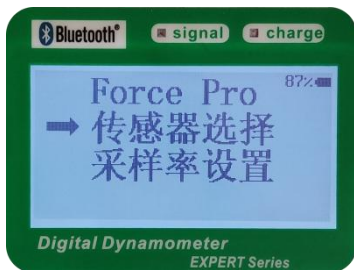 Bluetooth®
signal
charge
87%
Force Pro
传感器选择
采样率设置
Digital Dynamometer
EXPERT Series